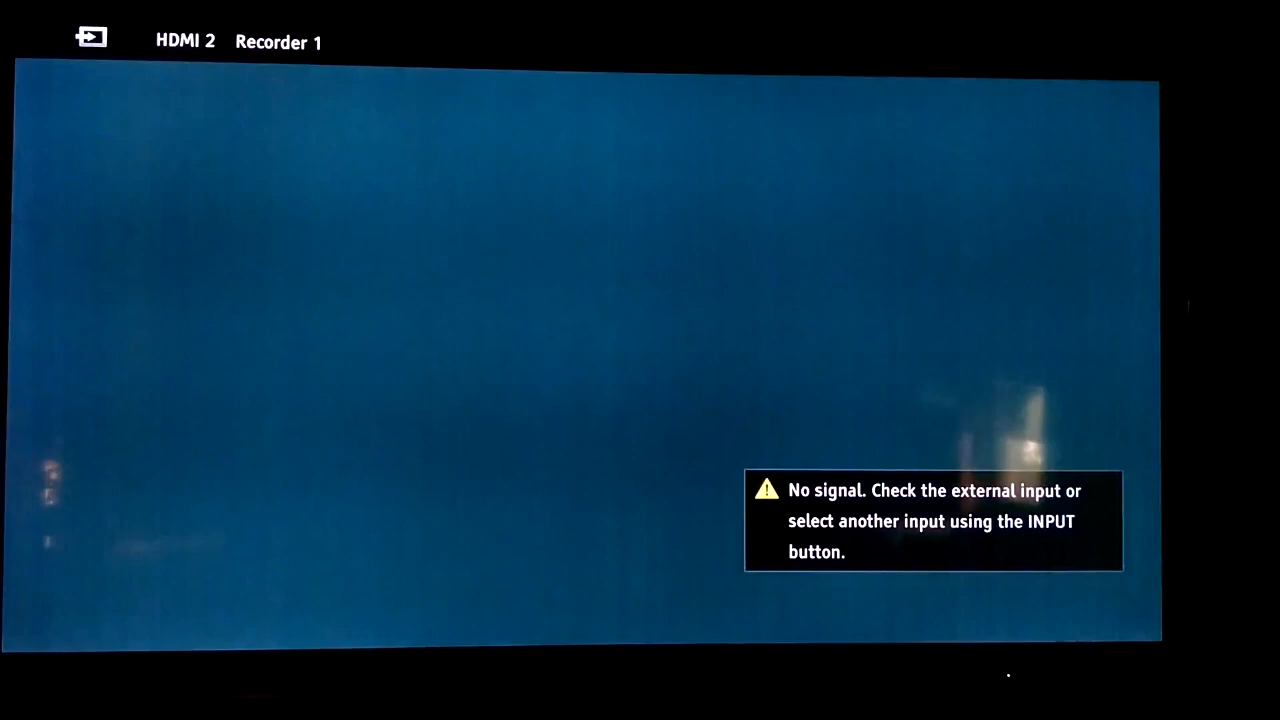 HDMI 2 Recorder 1
No signal. Check the external input or
select another input using the INPUT
button.